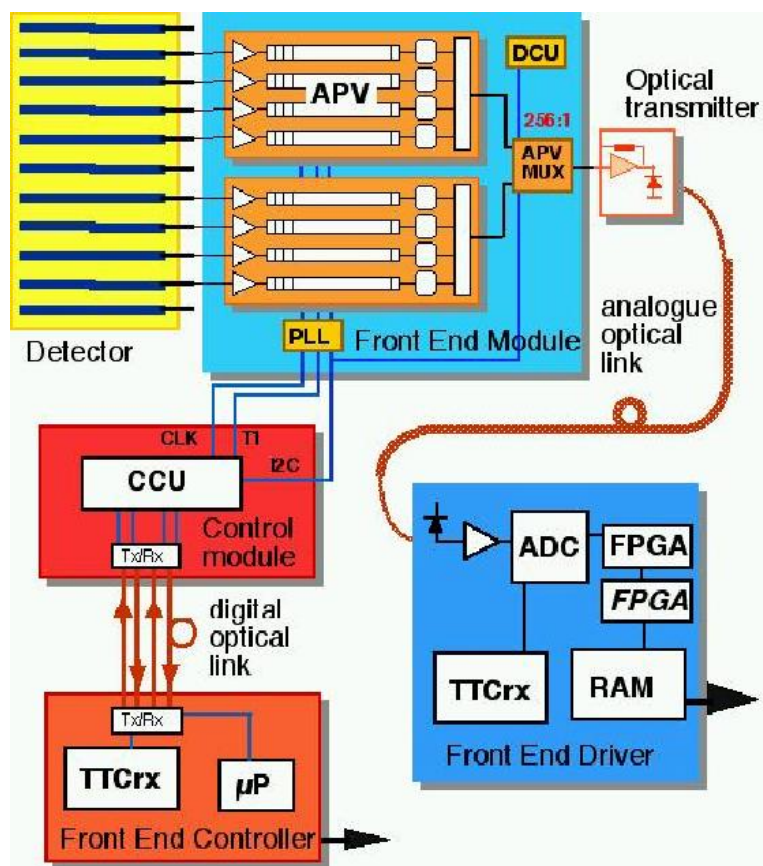 DCU
Optical
transmitter
APV
256:1
APV
MUX
PLL
Front End Module
Detector
analogue
optical
link
CLK
T1
I2C
CCU
Control
module
Tx/Rx
digital
optical
link
ADC
FPGA
FPGA
TTCrx
RAM
Front End Driver
Tx/Rx
TTCrx
µP
Front End Controller